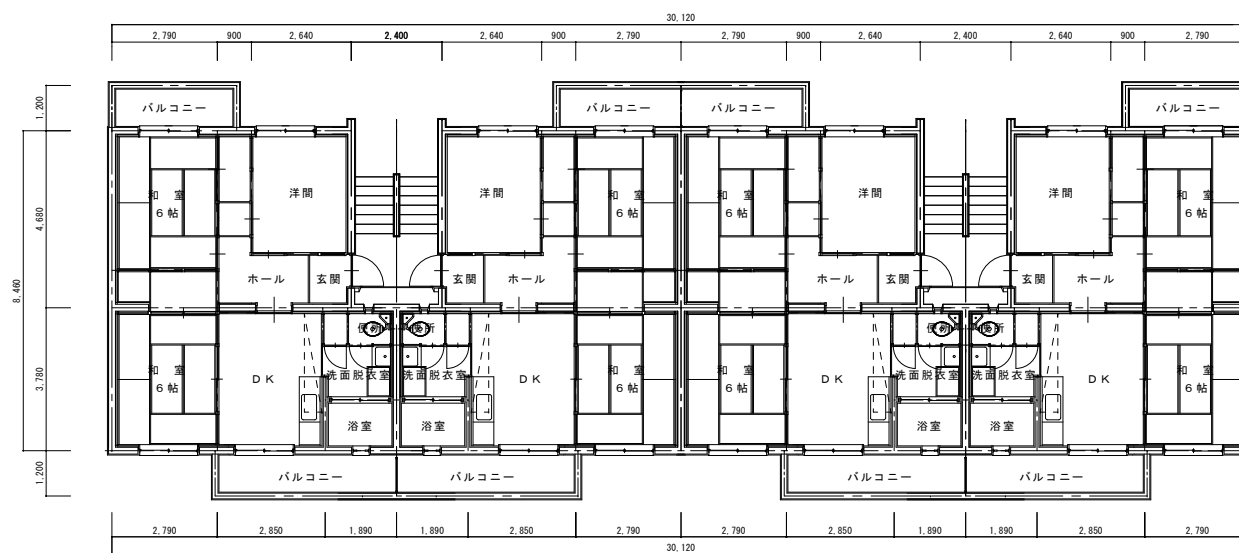 30,120
2,790 900 2,640 2,400 2,640 900 2,790 2,790 900 2,640 2,400 2,640 900 2,790
1,200
バルコニー バルコニー バルコニー バルコニー
8,460
4,680
和室 6帖 洋間 洋間 和室 6帖 和室 6帖 洋間 洋間 和室 6帖
ホール 玄関 玄関 ホール ホール 玄関 玄関 ホール
3,780
便所 便所 便所 便所
和室 6帖 DK 洗面脱衣室 洗面脱衣室 DK 和室 6帖 和室 6帖 DK 洗面脱衣室 洗面脱衣室 DK 和室 6帖
浴室 浴室 浴室 浴室
1,200
バルコニー バルコニー バルコニー バルコニー
2,790 2,850 1,890 1,890 2,850 2,790 2,790 2,850 1,890 1,890 2,850 2,790
30,120